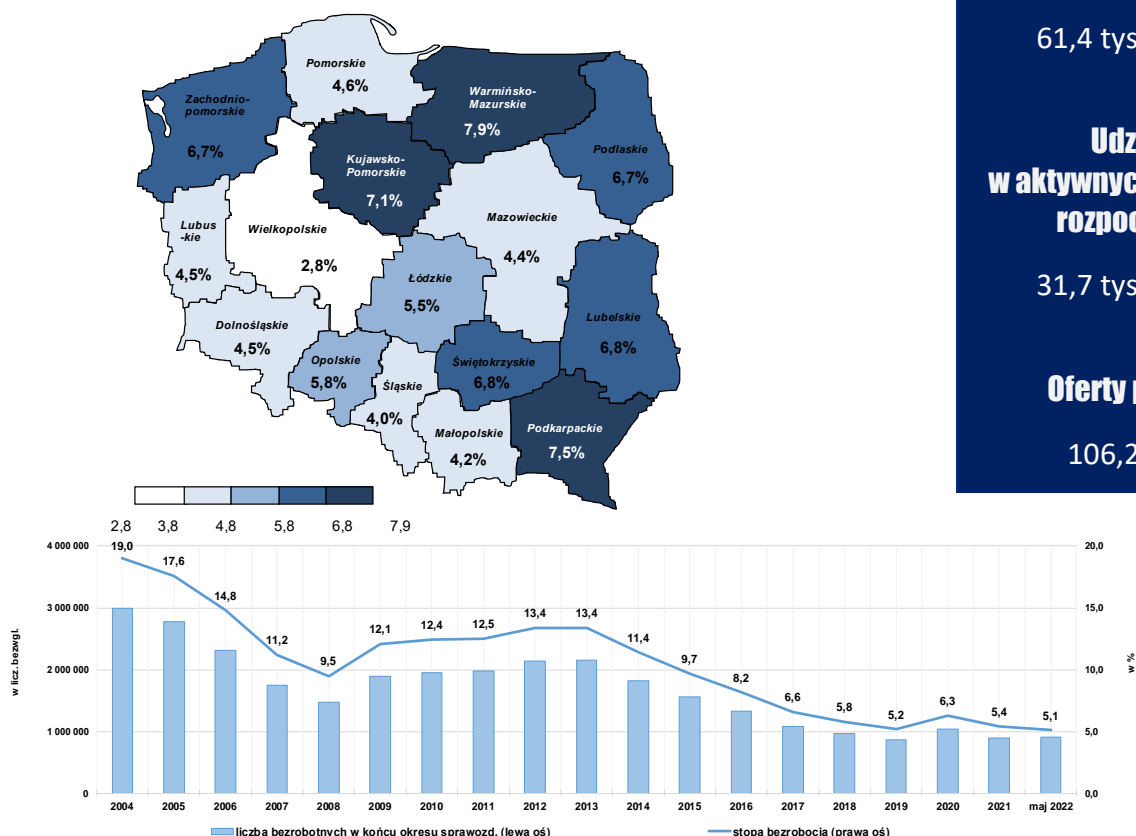 Pomorskie
4,6%
Warmińsko-
Mazurskie
7,9%
Zachodnio-
pomorskie
6,7%
Podlaskie
6,7%
Kujawsko-
Pomorskie
7,1%
Mazowieckie
4,4%
Lubus
-kie
4,5%
Wielkopolskie
2,8%
Łódzkie
5,5%
Lubelskie
6,8%
Dolnośląskie
4,5%
Opolskie
5,8%
Śląskie
4,0%
Świętokrzyskie
6,8%
Małopolskie
4,2%
Podkarpackie
7,5%
2,8 3,8 4,8 5,8 6,8 7,9
61,4 tys
Udz
w aktywnyc
rozpoc
31,7 tys
Oferty p
106,2
4 000 000
3 000 000
2 000 000
1 000 000
0
w licz. bezwzgl.
19,0 17,6 14,8 11,2 9,5 12,1 12,4 12,5 13,4 13,4 11,4 9,7 8,2 6,6 5,8 5,2 6,3 5,4 5,1
20,0
15,0
10,0
5,0
0,0
w %
2004 2005 2006 2007 2008 2009 2010 2011 2012 2013 2014 2015 2016 2017 2018 2019 2020 2021 maj 2022
liczba bezrobotnych w końcu okresu sprawozd. (lewa oś) stopa bezrobocia (prawa oś)